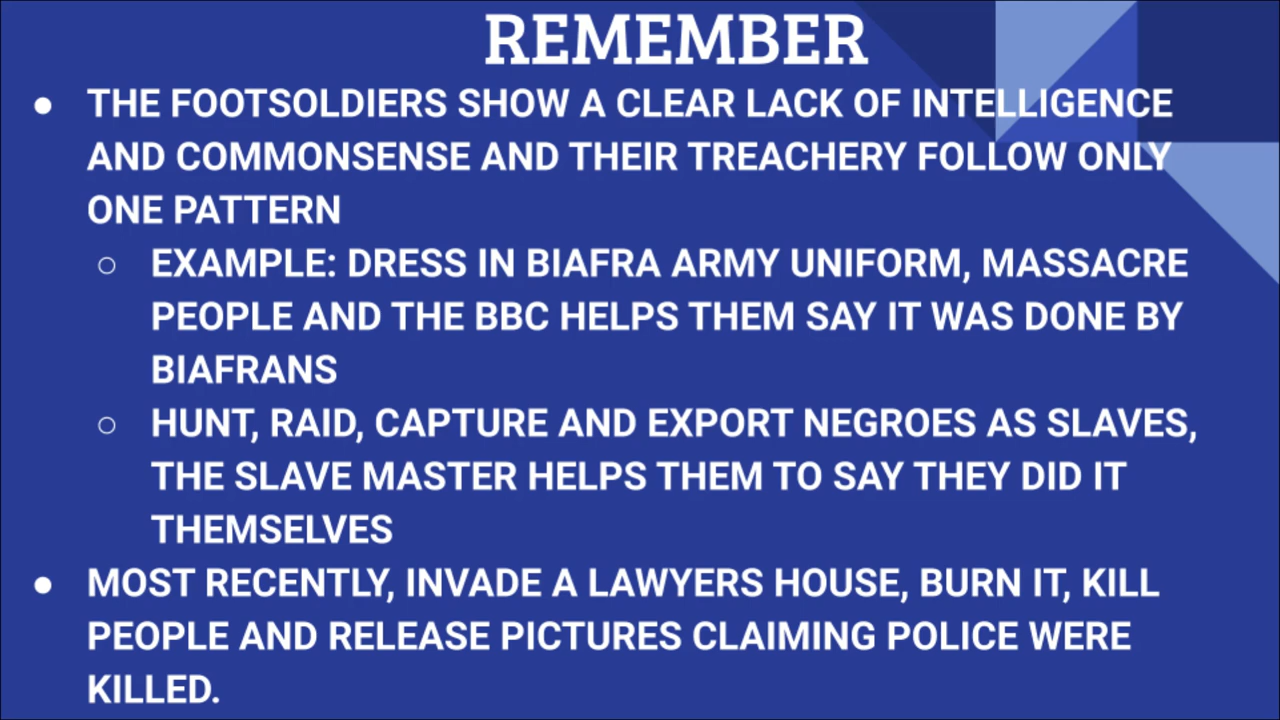 REMEMBER
● THE FOOTSOLDIERS SHOW A CLEAR LACK OF INTELLIGENCE
AND COMMONSENSE AND THEIR TREACHERY FOLLOW ONLY
ONE PATTERN
○ EXAMPLE: DRESS IN BIAFRA ARMY UNIFORM, MASSACRE
PEOPLE AND THE BBC HELPS THEM SAY IT WAS DONE BY
BIAFRANS
○ HUNT, RAID, CAPTURE AND EXPORT NEGROES AS SLAVES,
THE SLAVE MASTER HELPS THEM TO SAY THEY DID IT
THEMSELVES
● MOST RECENTLY, INVADE A LAWYERS HOUSE, BURN IT, KILL
PEOPLE AND RELEASE PICTURES CLAIMING POLICE WERE
KILLED.